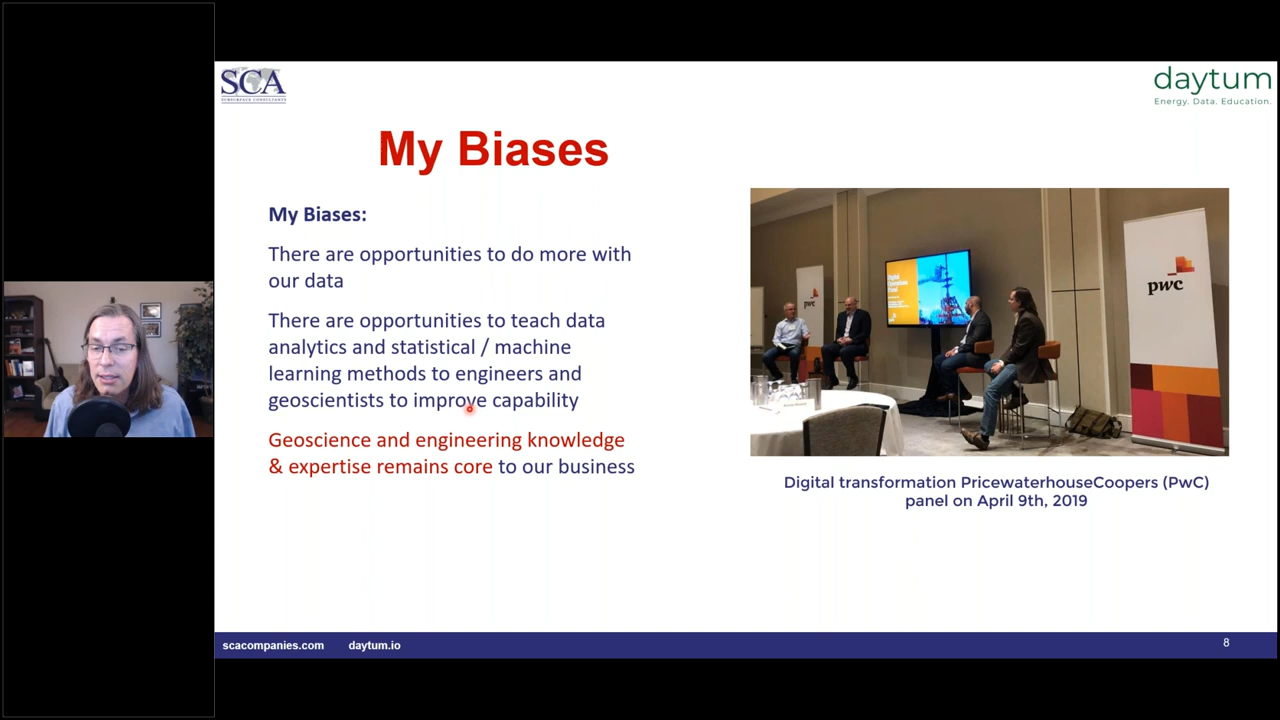 SCA
SUBSURFACE CONSULTANTS
daytum
Energy. Data. Education.
My Biases
My Biases:
There are opportunities to do more with
our data
There are opportunities to teach data
analytics and statistical / machine
learning methods to engineers and
geoscientists to improve capability
Geoscience and engineering knowledge
& expertise remains core to our business
pwc
pwc
Digital transformation PricewaterhouseCoopers (PwC)
panel on April 9th, 2019
scacompanies.com daytum.io
8